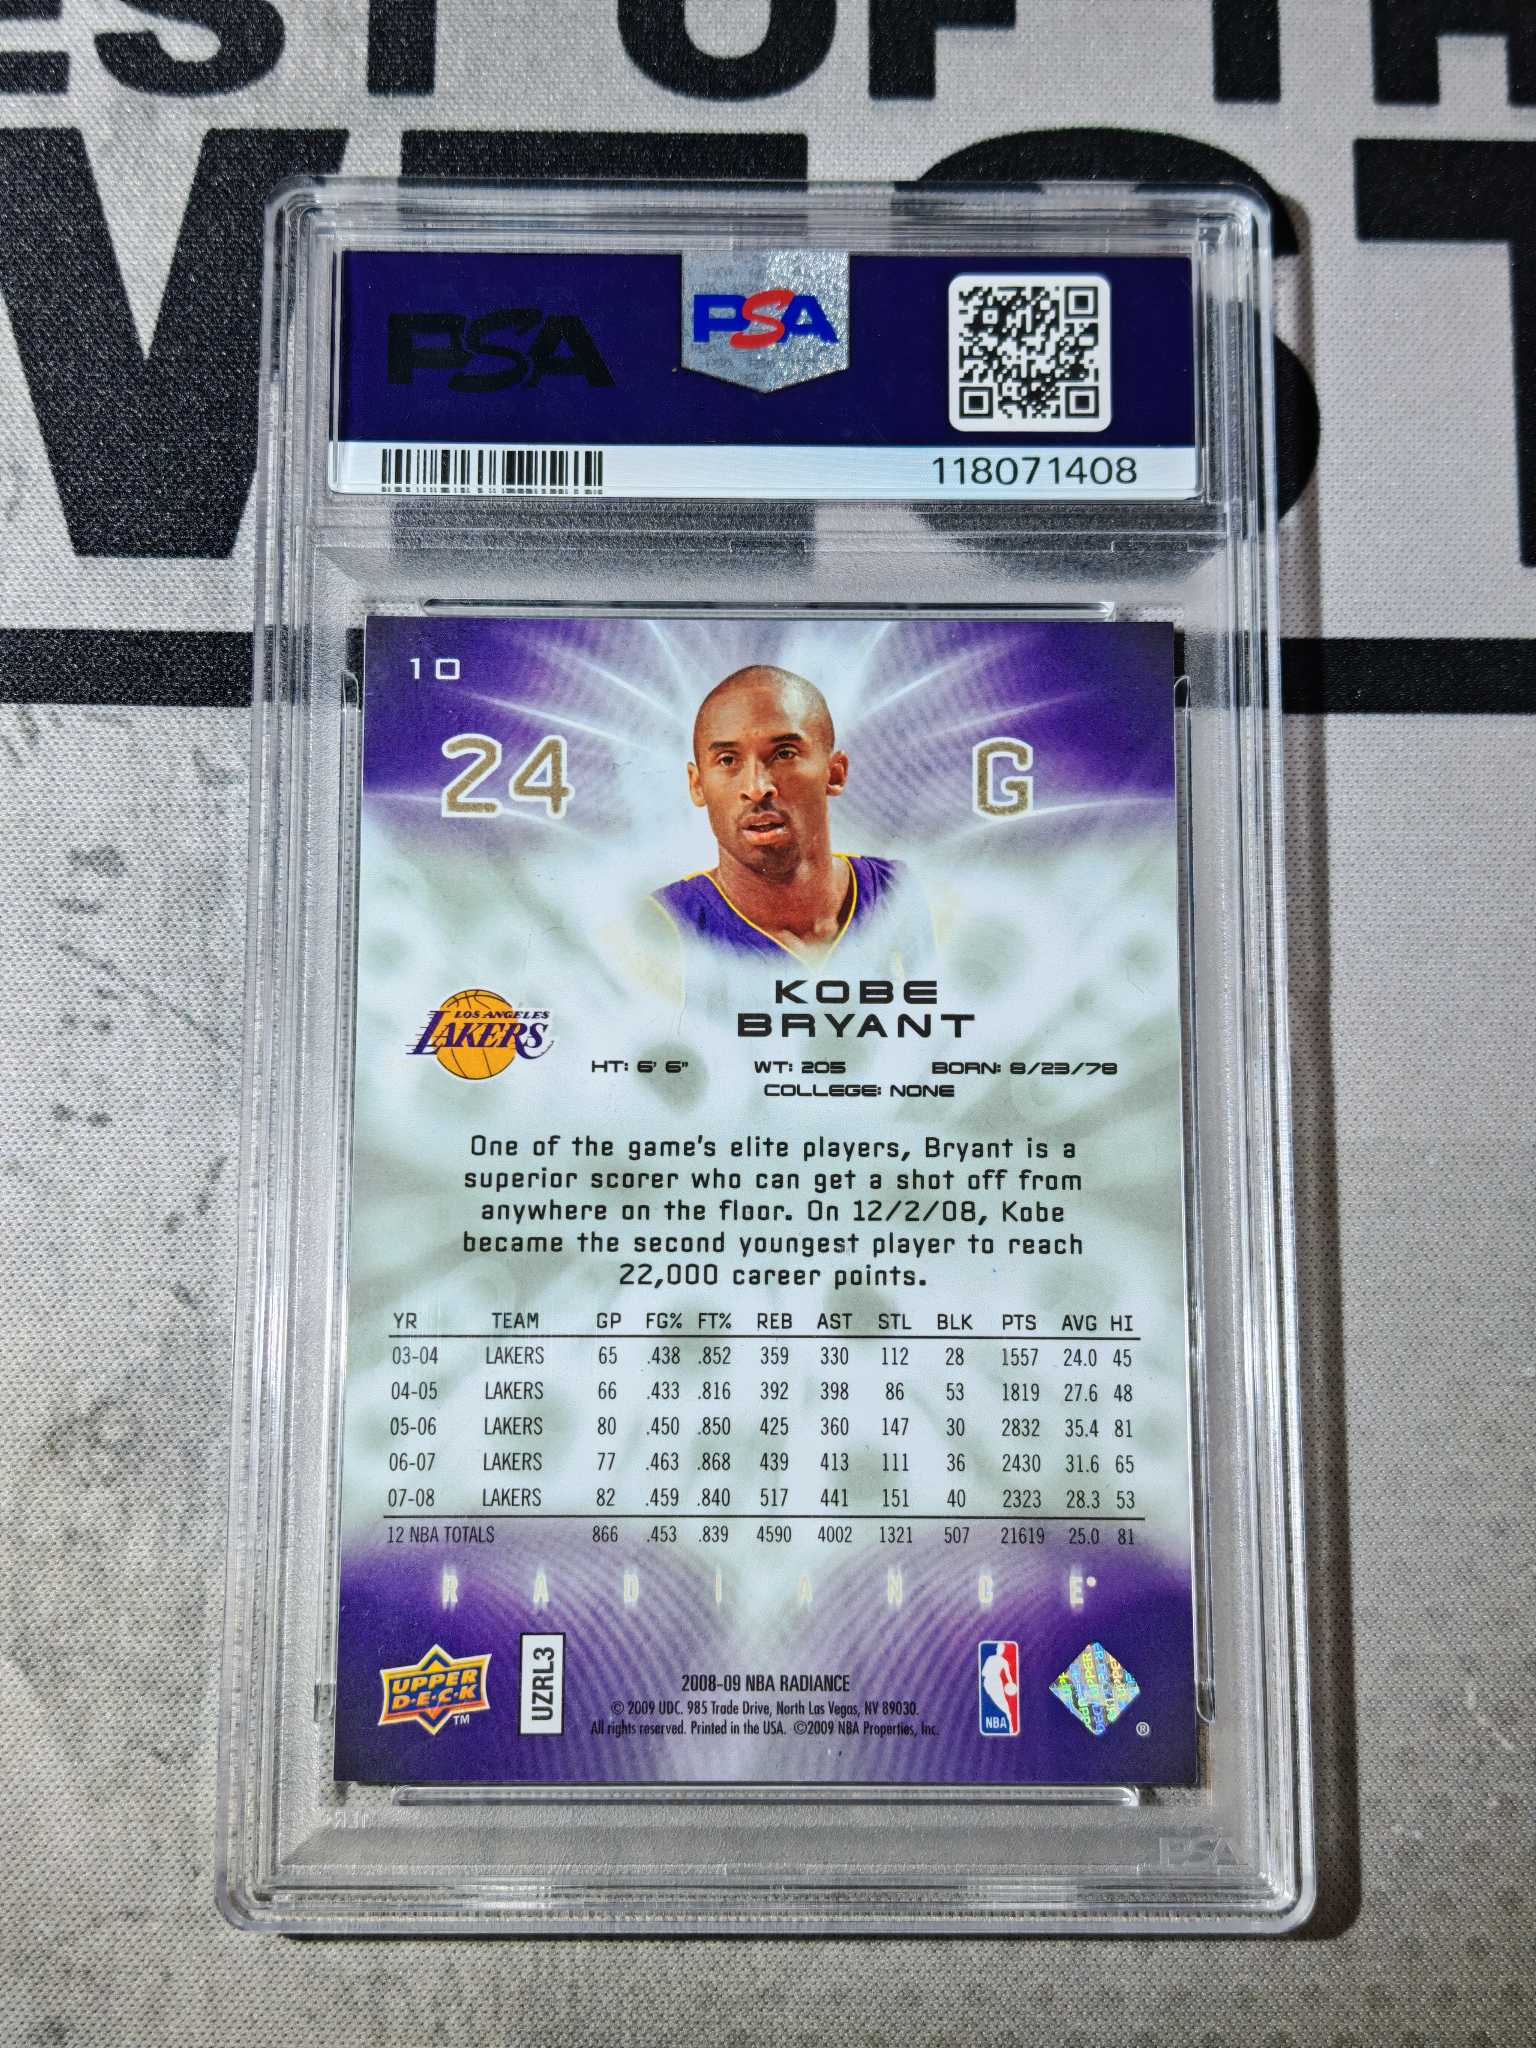 EST OF TH
WEST
PSA
PSA
118071408
10
24
G
LOS ANGELES
LAKERS
KOBE
BRYANT
HT: 6' 6" WT: 205 BORN: 8/23/78
COLLEGE: NONE
One of the game's elite players, Bryant is a
superior scorer who can get a shot off from
anywhere on the floor. On 12/2/08, Kobe
became the second youngest player to reach
22,000 career points.
YR TEAM GP FG% FT% REB AST STL BLK PTS AVG HI
03-04 LAKERS 65 .438 .852 359 330 112 28 1557 24.0 45
04-05 LAKERS 66 .433 .816 392 398 86 53 1819 27.6 48
05-06 LAKERS 80 .450 .850 425 360 147 30 2832 35.4 81
06-07 LAKERS 77 .463 .868 439 413 111 36 2430 31.6 65
07-08 LAKERS 82 .459 .840 517 441 151 40 2323 28.3 53
12 NBA TOTALS 866 .453 .839 4590 4002 1321 507 21619 25.0 81
RADIANCE
UPPER
D·E·C·K
TM
UZRL3
2008-09 NBA RADIANCE
© 2009 UDC. 985 Trade Drive, North Las Vegas, NV 89030.
All rights reserved. Printed in the USA. ©2009 NBA Properties, Inc.
NBA
®
PSA